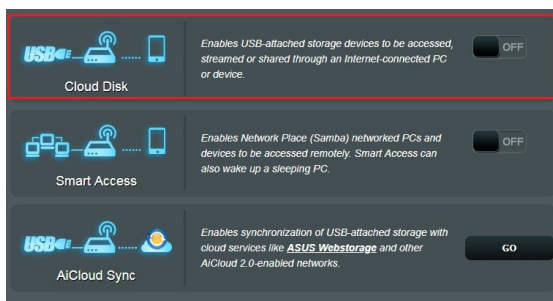 Enables USB-attached storage devices to be accessed,
USB
streamed or shared through an Internet-connected PC
OFF
or device.
Cloud Disk
Enables Network Place (Samba) networked PCs and
devices to be accessed remotely. Smart Access can
OFF
also wake up a sleeping PC.
Smart Access
Enables synchronization of USB-attached storage with
USB
cloud services like ASUS Webstorage and other
GO
AiCloud 2.0-enabled networks.
AiCloud Sync